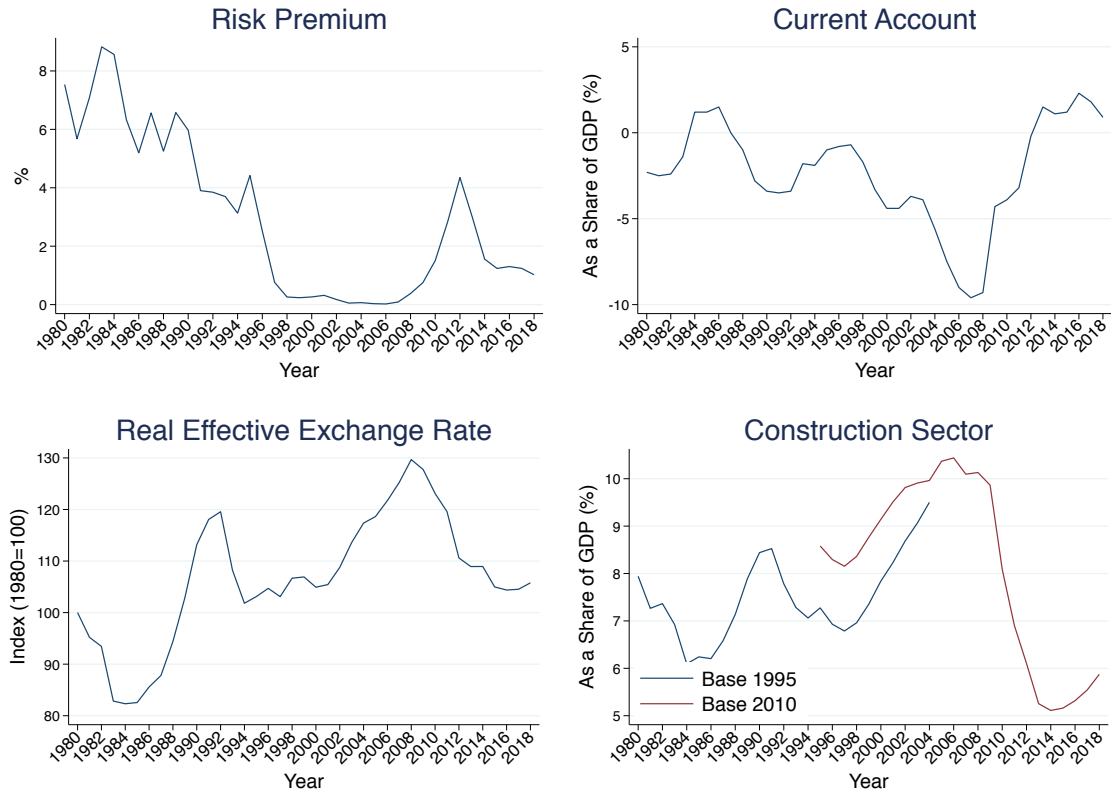 Risk Premium
%
8
6
4
2
0
1980 1982 1984 1986 1988 1990 1992 1994 1996 1998 2000 2002 2004 2006 2008 2010 2012 2014 2016 2018
Year
Current Account
As a Share of GDP (%)
5
0
-5
-10
1980 1982 1984 1986 1988 1990 1992 1994 1996 1998 2000 2002 2004 2006 2008 2010 2012 2014 2016 2018
Year
Real Effective Exchange Rate
Index (1980=100)
130
120
110
100
90
80
1980 1982 1984 1986 1988 1990 1992 1994 1996 1998 2000 2002 2004 2006 2008 2010 2012 2014 2016 2018
Year
Construction Sector
As a Share of GDP (%)
10
9
8
7
6
5
Base 1995
Base 2010
1980 1982 1984 1986 1988 1990 1992 1994 1996 1998 2000 2002 2004 2006 2008 2010 2012 2014 2016 2018
Year